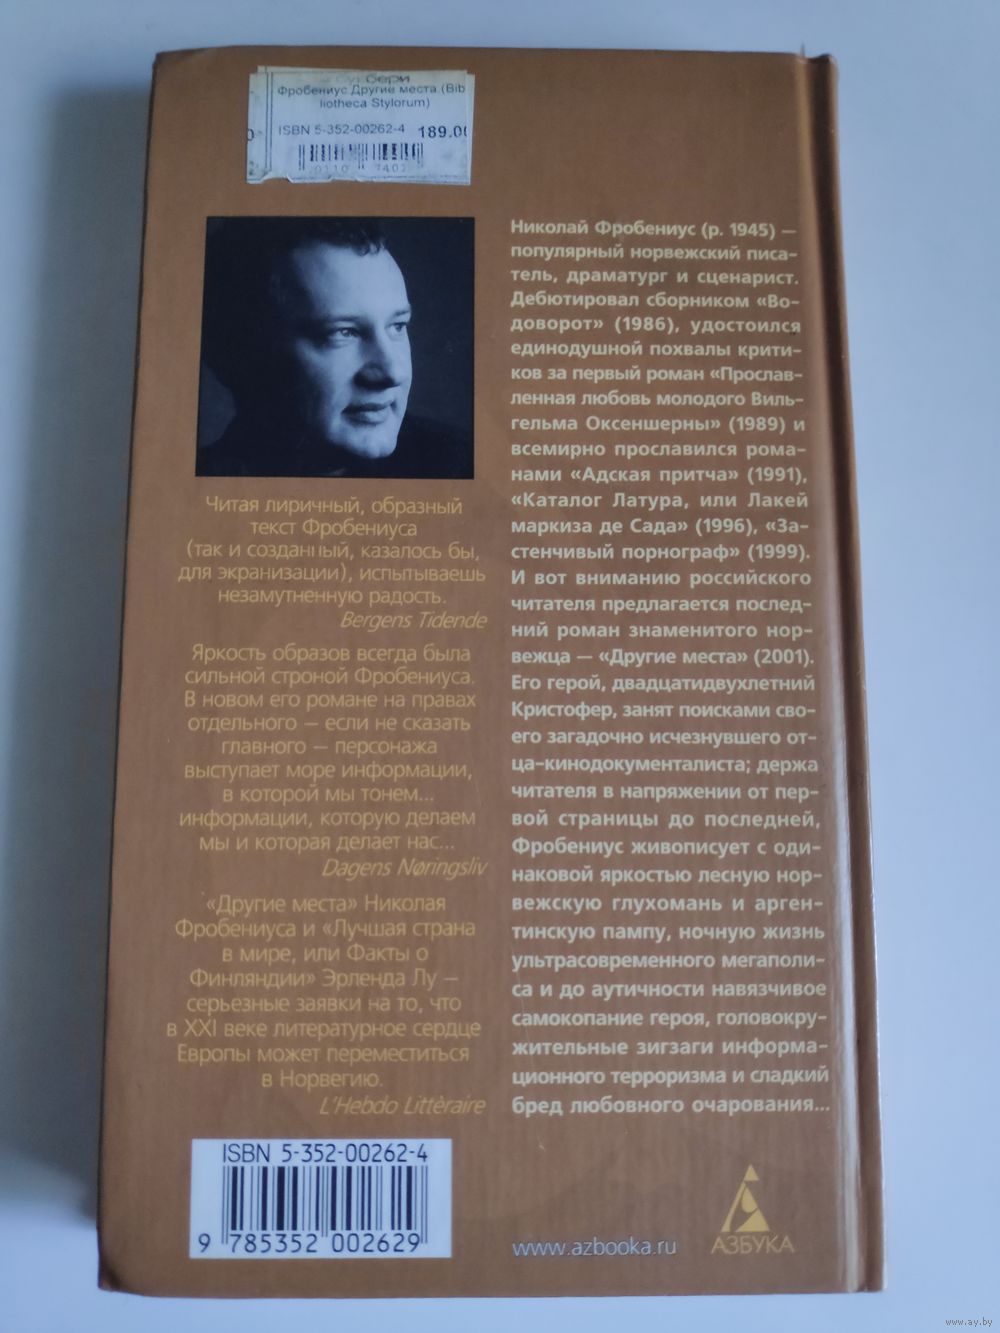 Фробениус Другие места (Bib
liotheca Stylorum)
ISBN 5-352-00262-4 189.00
Читая лиричный, образный
текст Фробениуса
(так и созданный, казалось бы,
для экранизации), испытываешь
незамутненную радость.
Bergens Tidende
Яркость образов всегда была
сильной строной Фробениуса.
В новом его романе на правах
отдельного — если не сказать
главного — персонажа
выступает море информации,
в которой мы тонем...
информации, которую делаем
мы и которая делает нас...
Dagens Nøringsliv
«Другие места» Николая
Фробениуса и «Лучшая страна
в мире, или Факты о
Финляндии» Эрленда Лу —
серьезные заявки на то, что
в XXI веке литературное сердце
Европы может переместиться
в Норвегию.
L'Hebdo Littèraire
Николай Фробениус (р. 1945) —
популярный норвежский писа-
тель, драматург и сценарист.
Дебютировал сборником «Во-
доворот» (1986), удостоился
единодушной похвалы крити-
ков за первый роман «Прослав-
ленная любовь молодого Виль-
гельма Оксеншерны» (1989) и
всемирно прославился рома-
нами «Адская притча» (1991),
«Каталог Латура, или Лакей
маркиза де Сада» (1996), «За-
стенчивый порнограф» (1999).
И вот вниманию российского
читателя предлагается послед-
ний роман знаменитого нор-
вежца — «Другие места» (2001).
Его герой, двадцатидвухлетний
Кристофер, занят поисками сво-
его загадочно исчезнувшего от-
ца-кинодокументалиста; держа
читателя в напряжении от пер-
вой страницы до последней,
Фробениус живописует с оди-
наковой яркостью лесную нор-
вежскую глухомань и арген-
тинскую пампу, ночную жизнь
ультрасовременного мегаполи-
са и до аутичности навязчивое
самокопание героя, головокру-
жительные зигзаги информа-
ционного терроризма и сладкий
бред любовного очарования...
ISBN 5-352-00262-4
9 785352 002629
www.azbooka.ru
АЗБУКА
www.ay.by